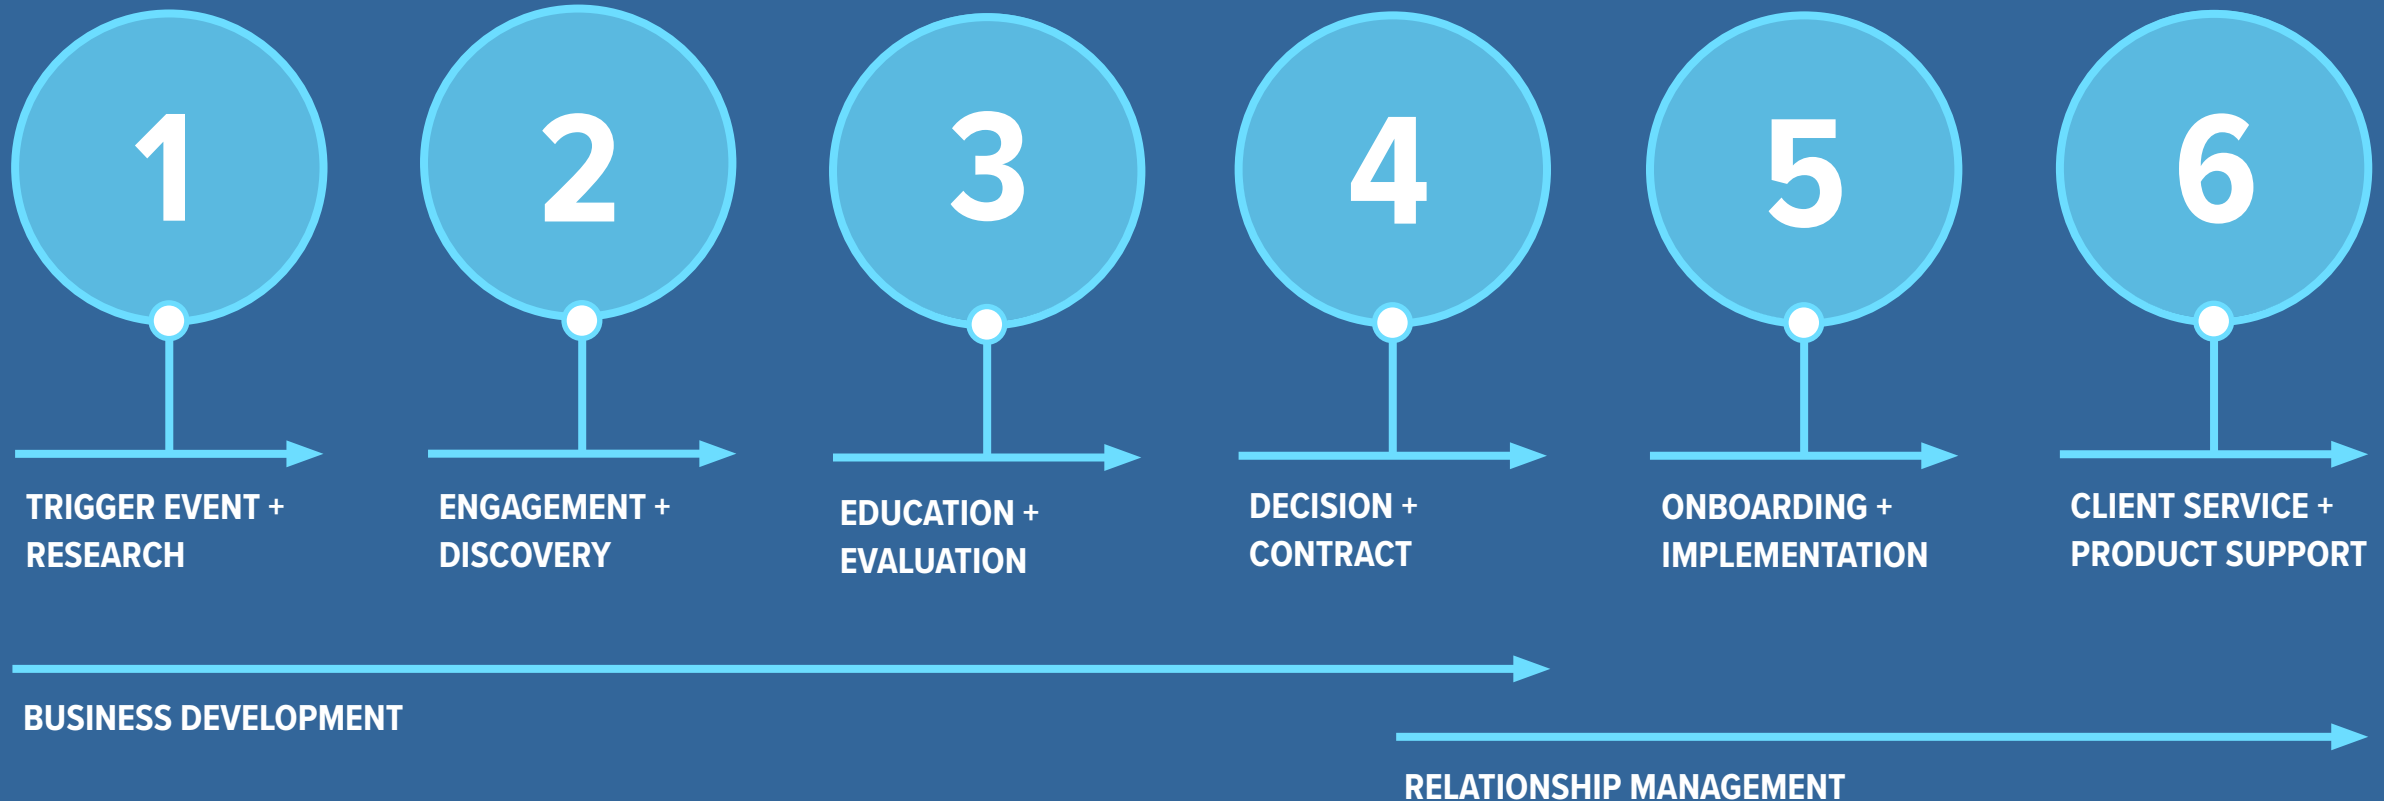 1
2
3
4
5
6
TRIGGER EVENT +
RESEARCH
ENGAGEMENT +
DISCOVERY
EDUCATION +
EVALUATION
DECISION +
CONTRACT
ONBOARDING +
IMPLEMENTATION
CLIENT SERVICE +
PRODUCT SUPPORT
BUSINESS DEVELOPMENT
RELATIONSHIP MANAGEMENT